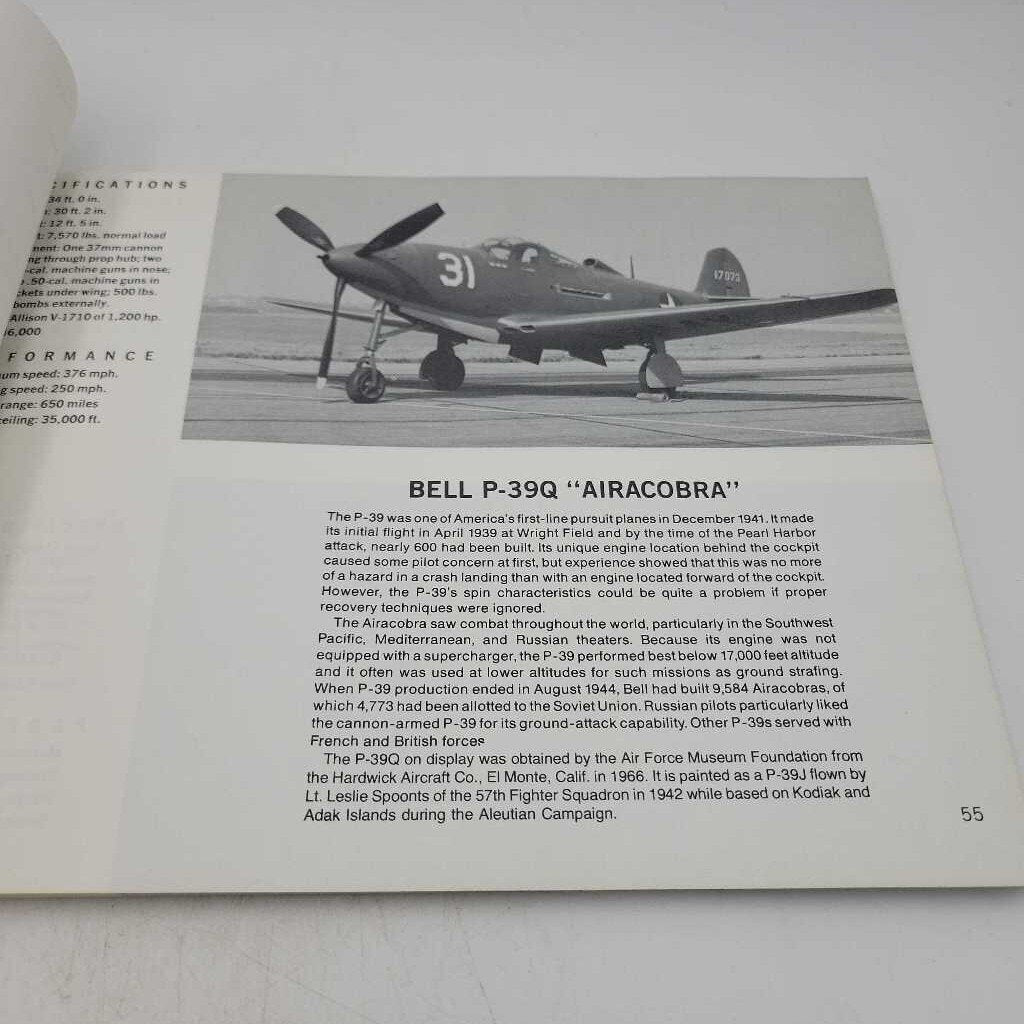 CIFICATIONS
34 ft. 0 in.
: 30 ft. 2 in.
: 12 ft. 5 in.
: 7,570 lbs. normal load
ment: One 37mm cannon
ng through prop hub; two
-cal. machine guns in nose;
.50-cal. machine guns in
ckets under wing; 500 lbs.
bombs externally.
Allison V-1710 of 1,200 hp.
6,000
FORMANCE
um speed: 376 mph.
g speed: 250 mph.
range: 650 miles
ceiling: 35,000 ft.
31
17073
BELL P-39Q "AIRACOBRA"
The P-39 was one of America's first-line pursuit planes in December 1941. It made
its initial flight in April 1939 at Wright Field and by the time of the Pearl Harbor
attack, nearly 600 had been built. Its unique engine location behind the cockpit
caused some pilot concern at first, but experience showed that this was no more
of a hazard in a crash landing than with an engine located forward of the cockpit.
However, the P-39's spin characteristics could be quite a problem if proper
recovery techniques were ignored.
The Airacobra saw combat throughout the world, particularly in the Southwest
Pacific, Mediterranean, and Russian theaters. Because its engine was not
equipped with a supercharger, the P-39 performed best below 17,000 feet altitude
and it often was used at lower altitudes for such missions as ground strafing.
When P-39 production ended in August 1944, Bell had built 9,584 Airacobras, of
which 4,773 had been allotted to the Soviet Union. Russian pilots particularly liked
the cannon-armed P-39 for its ground-attack capability. Other P-39s served with
French and British forces
The P-39Q on display was obtained by the Air Force Museum Foundation from
the Hardwick Aircraft Co., El Monte, Calif. in 1966. It is painted as a P-39J flown by
Lt. Leslie Spoonts of the 57th Fighter Squadron in 1942 while based on Kodiak and
Adak Islands during the Aleutian Campaign.
55